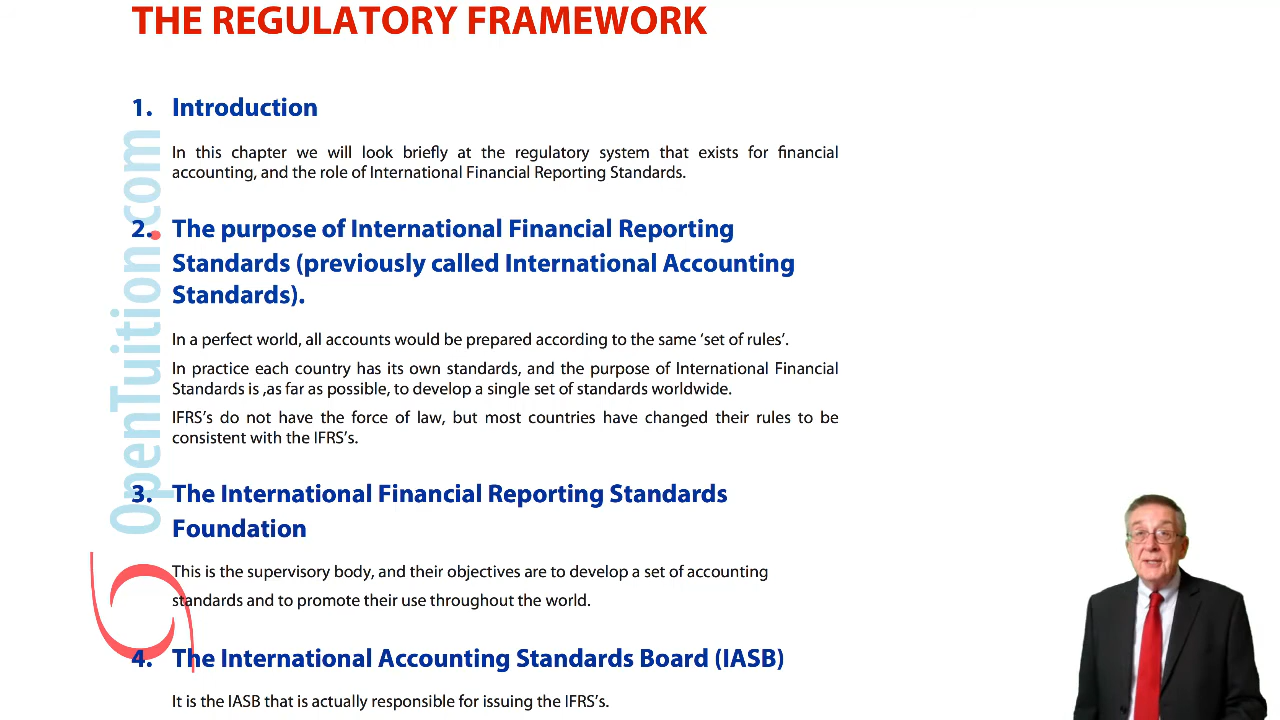 THE REGULATORY FRAMEWORK
1. Introduction
In this chapter we will look briefly at the regulatory system that exists for financial
accounting, and the role of International Financial Reporting Standards.
2. The purpose of International Financial Reporting
Standards (previously called International Accounting
Standards).
In a perfect world, all accounts would be prepared according to the same ‘set of rules’.
In practice each country has its own standards, and the purpose of International Financial
Standards is ,as far as possible, to develop a single set of standards worldwide.
IFRS's do not have the force of law, but most countries have changed their rules to be
consistent with the IFRS's.
3. The International Financial Reporting Standards
Foundation
This is the supervisory body, and their objectives are to develop a set of accounting
standards and to promote their use throughout the world.
4. The International Accounting Standards Board (IASB)
It is the IASB that is actually responsible for issuing the IFRS's.
OpenTuition.com